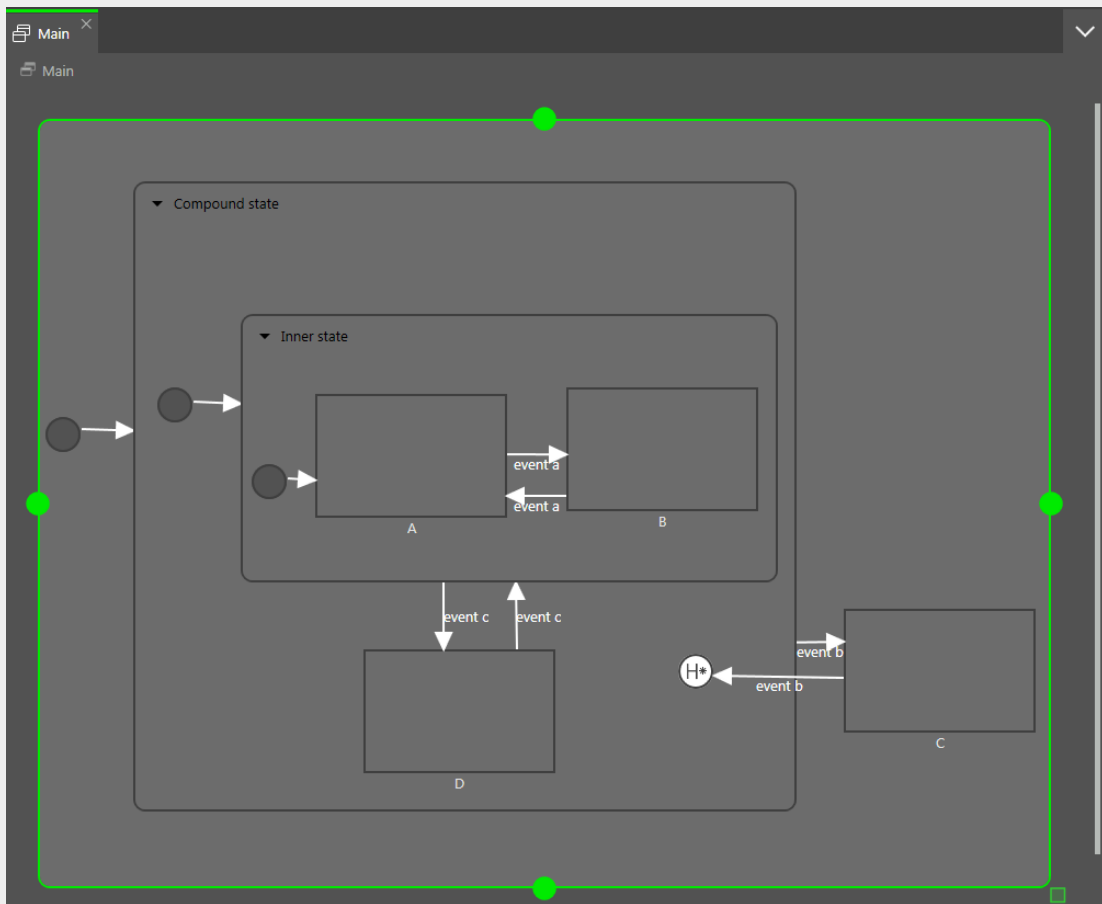 Main
Main
Compound state
Inner state
event a
event a
A
B
event c
event c
event b
H*
event b
C
D